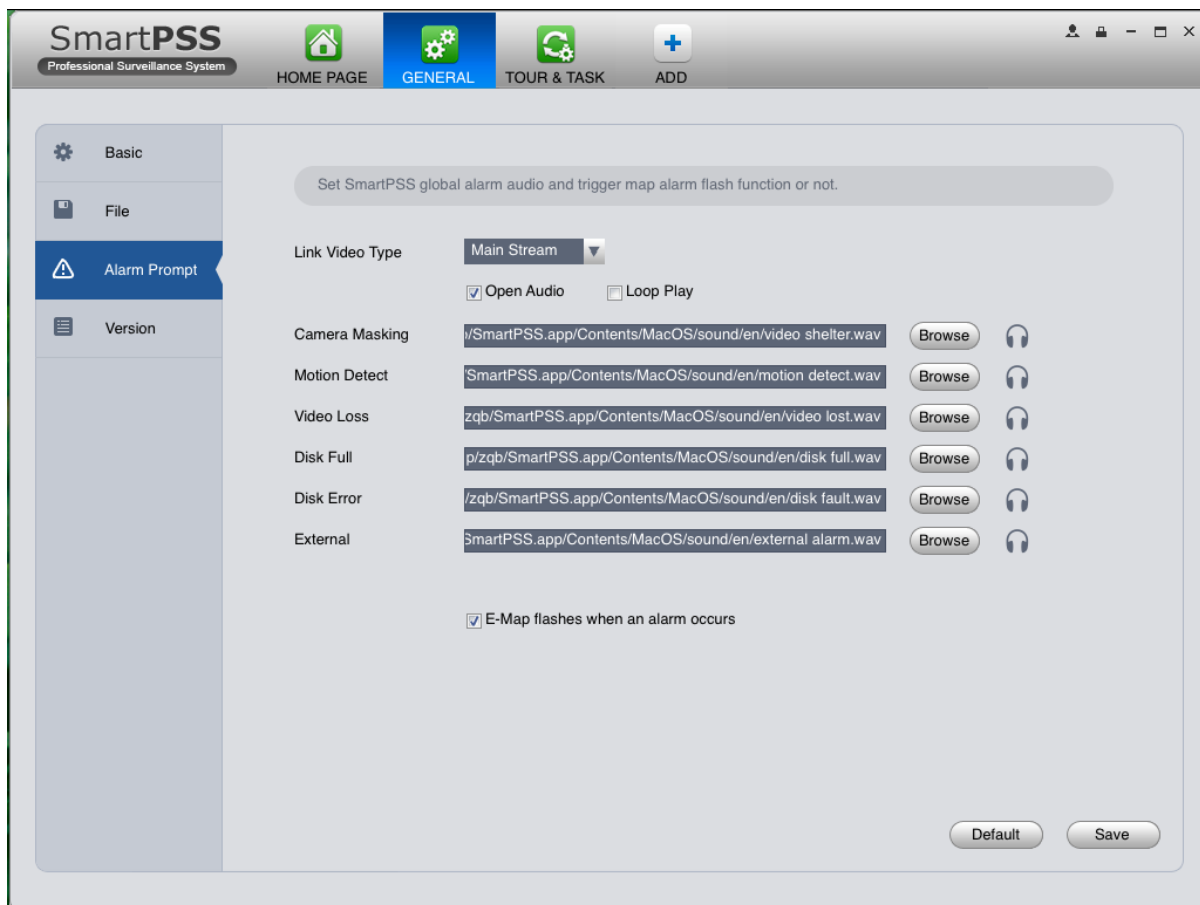 SmartPSS
Professional Surveillance System
HOME PAGE
GENERAL
TOUR & TASK
ADD
Basic
File
Alarm Prompt
Version
Set SmartPSS global alarm audio and trigger map alarm flash function or not.
Link Video Type Main Stream
Open Audio Loop Play
Camera Masking /SmartPSS.app/Contents/MacOS/sound/en/video shelter.wav Browse
Motion Detect /SmartPSS.app/Contents/MacOS/sound/en/motion detect.wav Browse
Video Loss zqb/SmartPSS.app/Contents/MacOS/sound/en/video lost.wav Browse
Disk Full p/zqb/SmartPSS.app/Contents/MacOS/sound/en/disk full.wav Browse
Disk Error /zqb/SmartPSS.app/Contents/MacOS/sound/en/disk fault.wav Browse
External SmartPSS.app/Contents/MacOS/sound/en/external alarm.wav Browse
E-Map flashes when an alarm occurs
Default Save